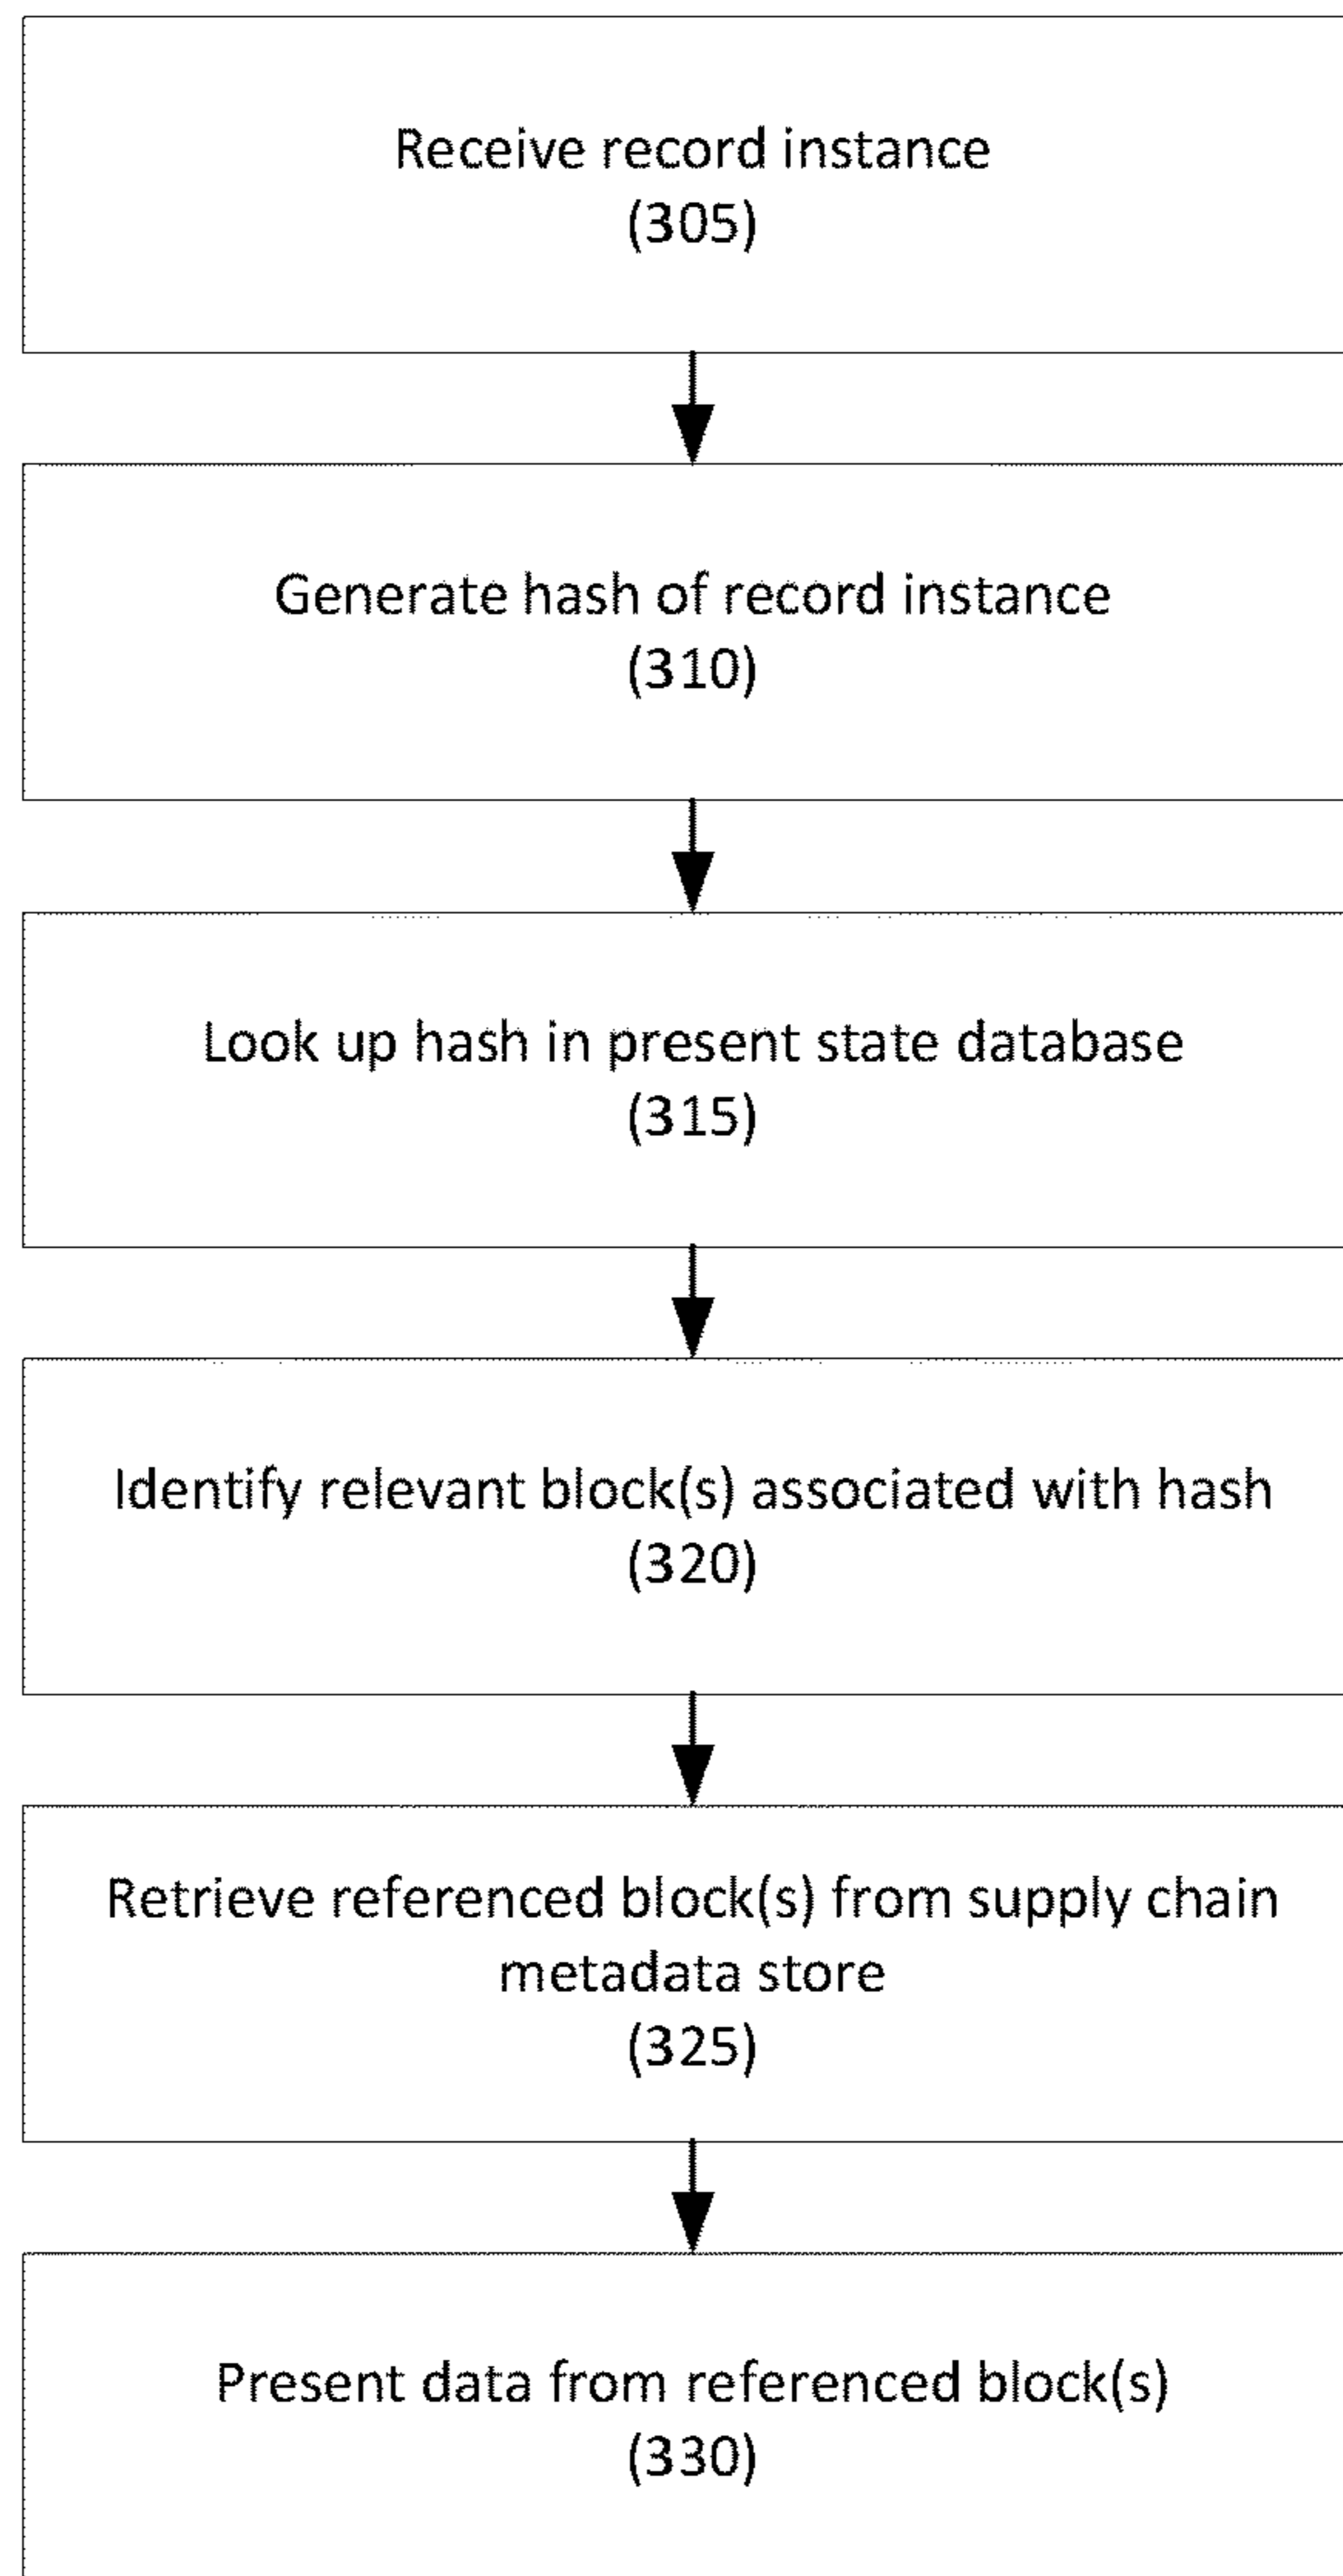 Receive record instance
(305)
Generate hash of record instance
(310)
Look up hash in present state database
(315)
Identify relevant block(s) associated with hash
(320)
Retrieve referenced block(s) from supply chain
metadata store
(325)
Present data from referenced block(s)
(330)